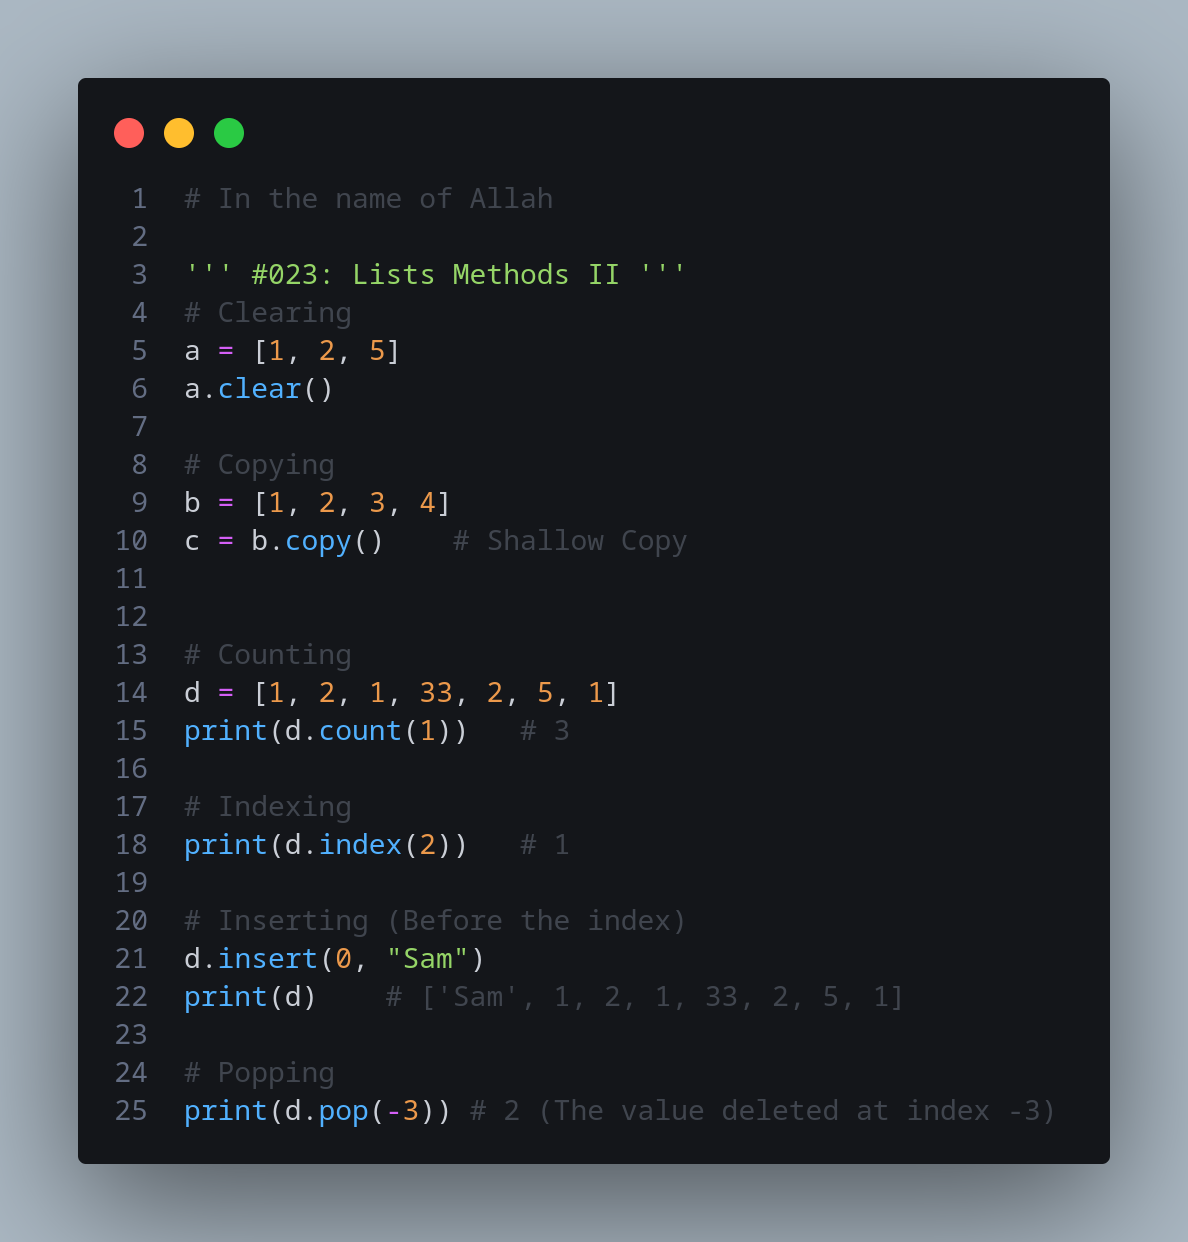 1 # In the name of Allah
2
3 ''' #023: Lists Methods II '''
4 # Clearing
5 a = [1, 2, 5]
6 a.clear()
7
8 # Copying
9 b = [1, 2, 3, 4]
10 c = b.copy()    # Shallow Copy
11
12
13 # Counting
14 d = [1, 2, 1, 33, 2, 5, 1]
15 print(d.count(1))   # 3
16
17 # Indexing
18 print(d.index(2))   # 1
19
20 # Inserting (Before the index)
21 d.insert(0, "Sam")
22 print(d)    # ['Sam', 1, 2, 1, 33, 2, 5, 1]
23
24 # Popping
25 print(d.pop(-3)) # 2 (The value deleted at index -3)